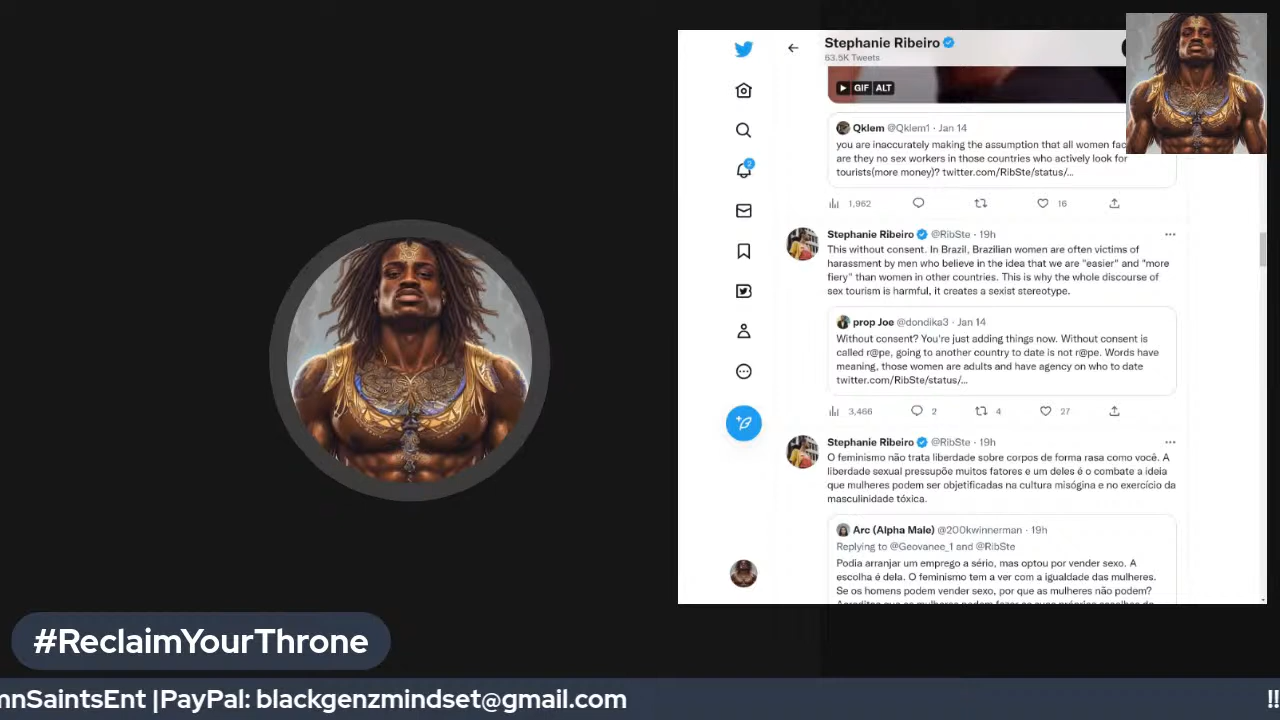 Stephanie Ribeiro
63.5K Tweets
GIF ALT
Qklem @Qklem1 · Jan 14
you are inaccurately making the assumption that all women
are they no sex workers in those countries who actively look for
tourists(more money)? twitter.com/RibSte/status/...
1,962
16
Stephanie Ribeiro @RibSte · 19h
This without consent. In Brazil, Brazilian women are often victims of
harassment by men who believe in the idea that we are "easier" and "more
fiery" than women in other countries. This is why the whole discourse of
sex tourism is harmful, it creates a sexist stereotype.
prop Joe @dondika3 · Jan 14
Without consent? You're just adding things now. Without consent is
called r@pe, going to another country to date is not r@pe. Words have
meaning, those women are adults and have agency on who to date
twitter.com/RibSte/status/...
3,466
2
4
27
Stephanie Ribeiro @RibSte · 19h
O feminismo não trata liberdade sobre corpos de forma rasa como você. A
liberdade sexual pressupõe muitos fatores e um deles é o combate a ideia
que mulheres podem ser objetificadas na cultura misógina e no exercício da
masculinidade tóxica.
Arc (Alpha Male) @200kwinnerman · 19h
Replying to @Geovanee_1 and @RibSte
Podia arranjar um emprego a sério, mas optou por vender sexo. A
escolha é dela. O feminismo tem a ver com a igualdade das mulheres.
Se os homens podem vender sexo, por que as mulheres não podem?
2
#ReclaimYourThrone
mnSaintsEnt |PayPal: blackgenzmindset@gmail.com
!!